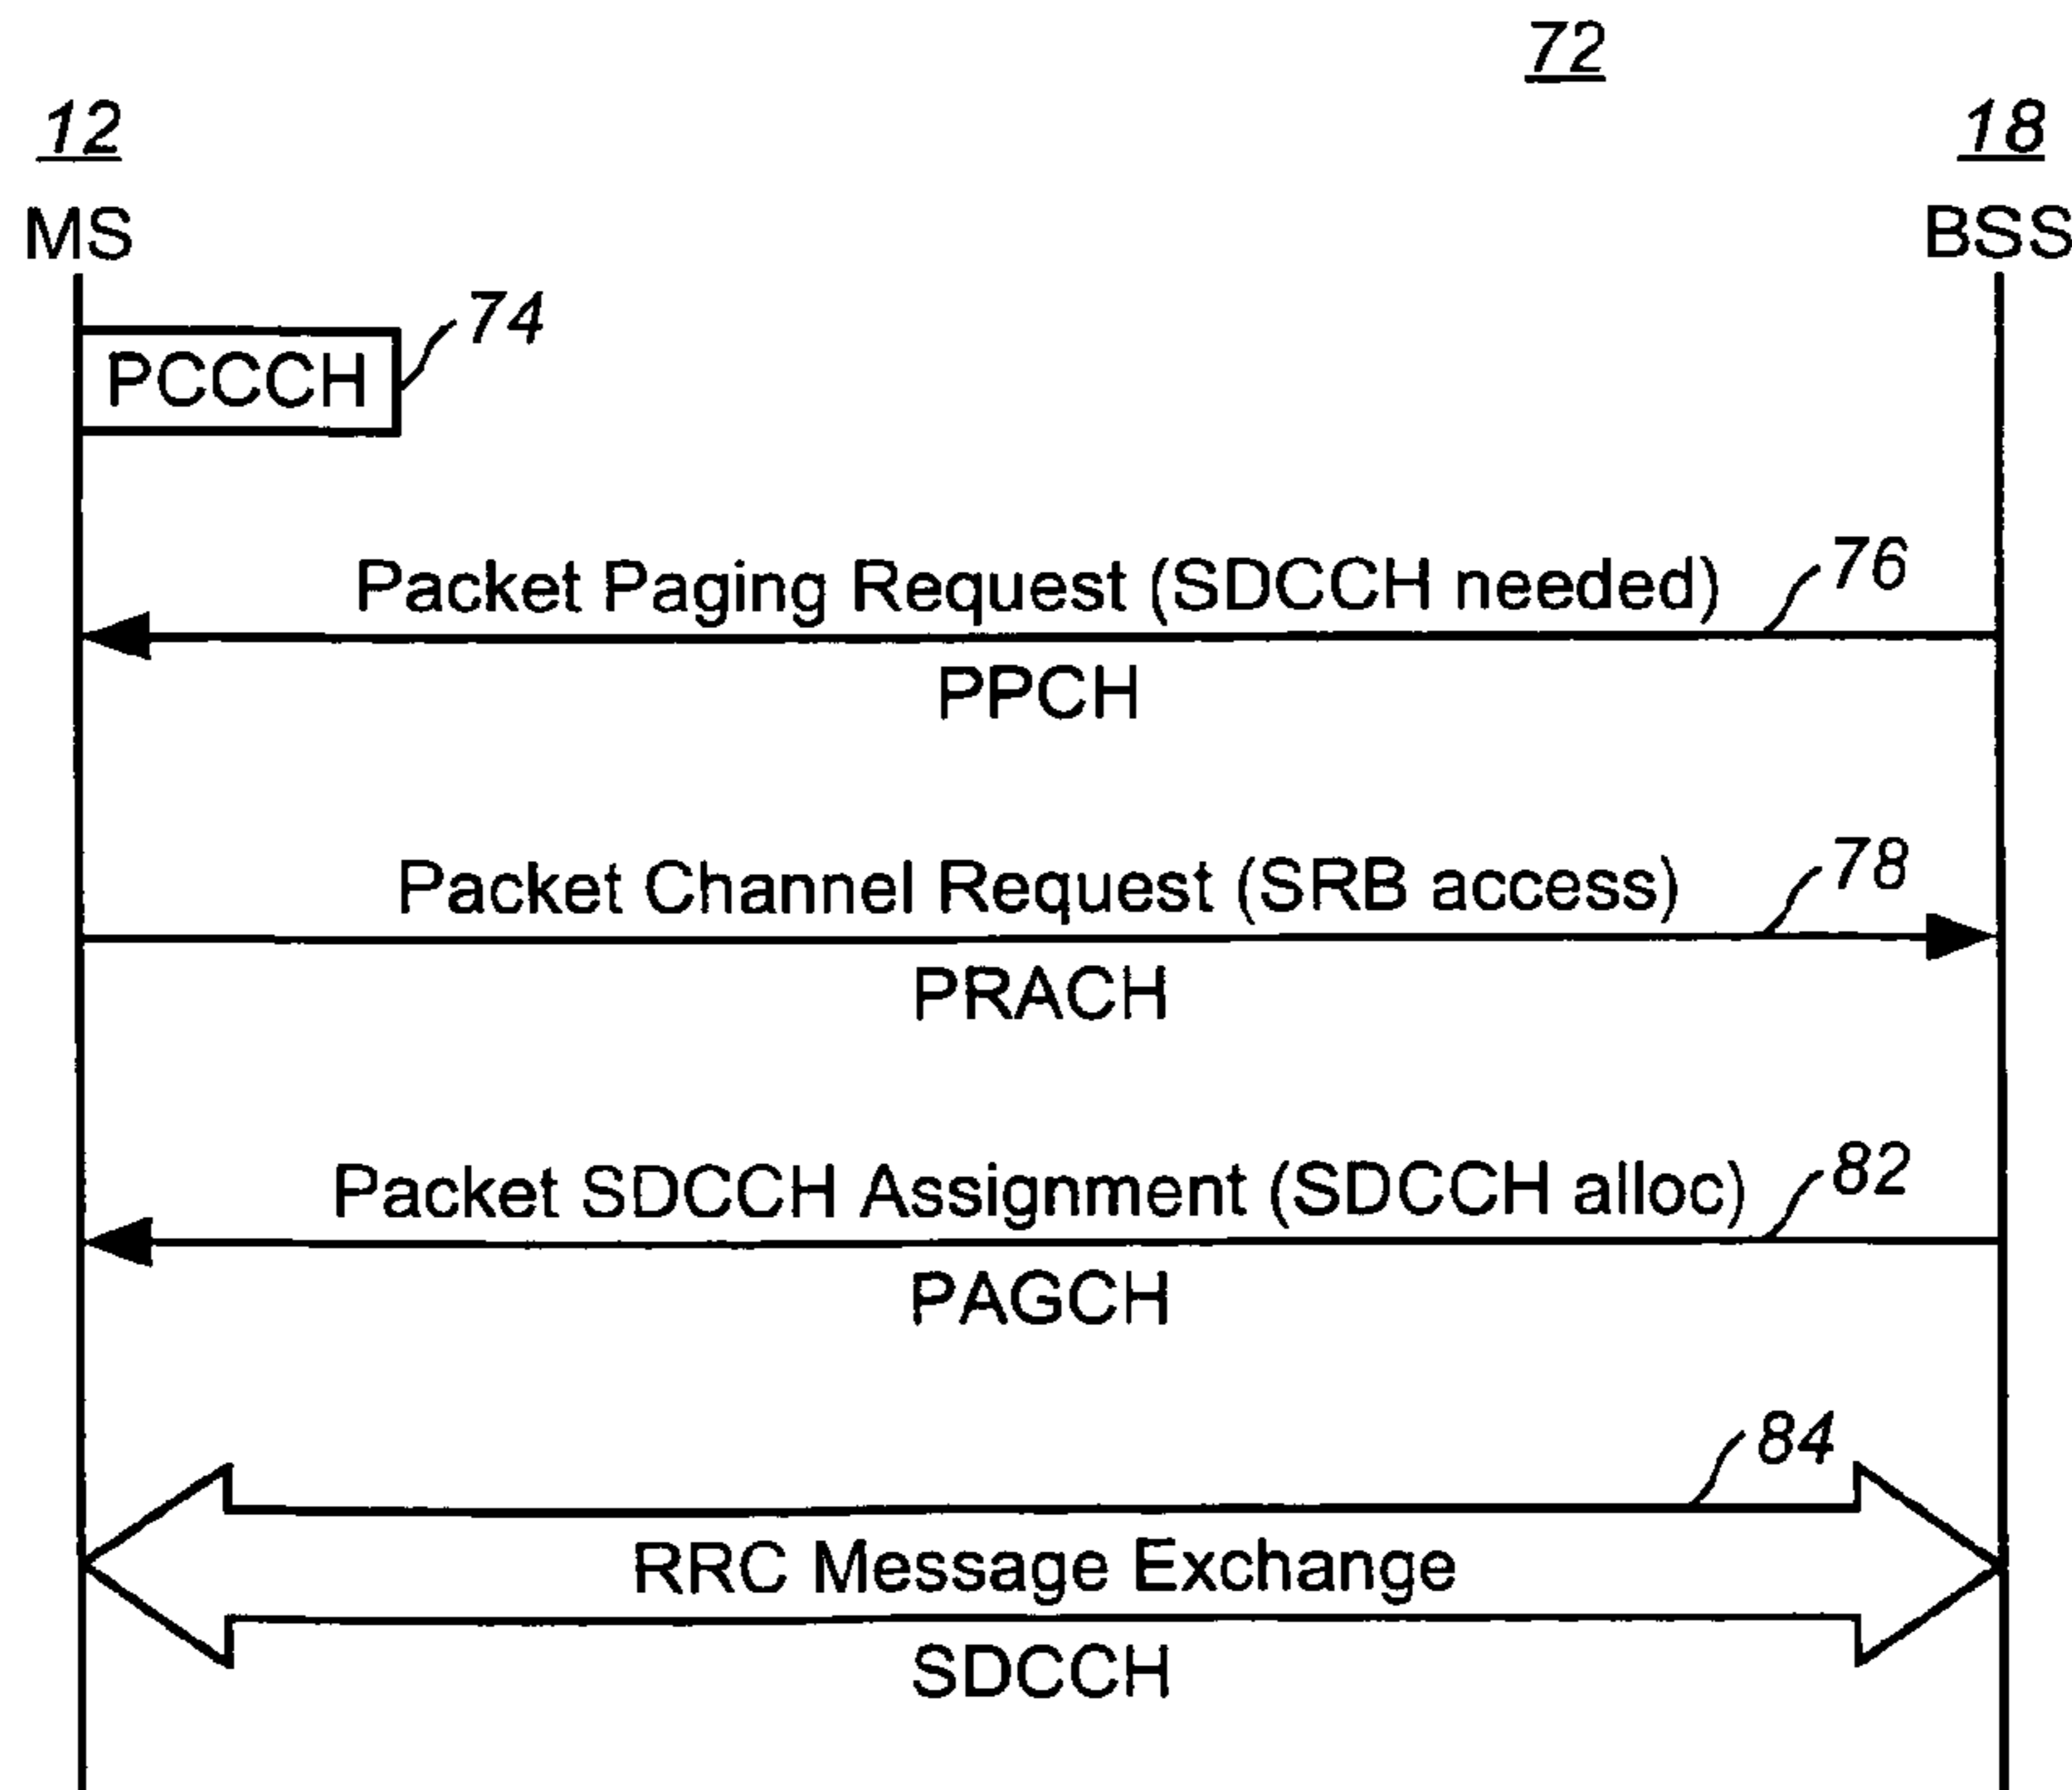 72
12
18
MS
BSS
74
PCCCH
76
Packet Paging Request (SDCCH needed)
PPCH
78
Packet Channel Request (SRB access)
PRACH
82
Packet SDCCH Assignment (SDCCH alloc)
PAGCH
84
RRC Message Exchange
SDCCH